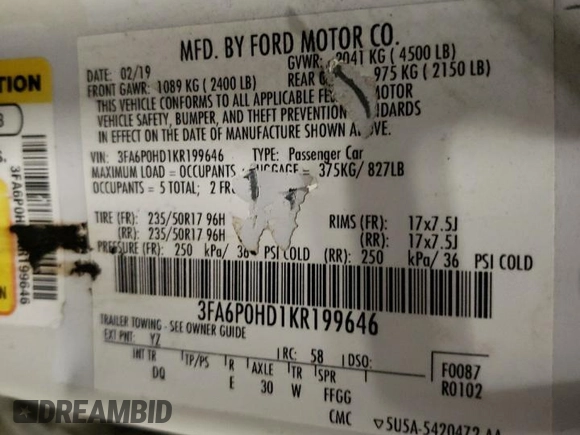 MFD. BY FORD MOTOR CO.
DATE: 02/19
GVWR: 2041 KG ( 4500 LB)
FRONT GAWR: 1089 KG ( 2400 LB)
REAR 975 KG ( 2150 LB)
THIS VEHICLE CONFORMS TO ALL APPLICABLE MOTOR
VEHICLE SAFETY, BUMPER, AND THEFT PREVENTION
IN EFFECT ON THE DATE OF MANUFACTURE SHOWN
VIN: 3FA6P0HD1KR199646 TYPE: Passenger Car
MAXIMUM LOAD = OCCUPANTS = 375KG/ 827LB
OCCUPANTS = 5 TOTAL; 2
TIRE (FR): 235/50R17 96H RIMS (FR): 17x7.5J
(RR): 235/50R17 96H (RR): 17x7.5J
PRESSURE (FR): 250 kPa/ 36 PSI COLD (RR): 250 kPa/ 36 PSI COLD
3FA6P0HD1KR199646
TRAILER TOWING - SEE OWNER GUIDE
EXT PNT: YZ RC: 58 DSO:
INT TR TP/PS R AXLE TR SPR
DQ E 30 W FFGG
F0087
R0102
CMC 5U5A-5420472-AA
DREAMBID